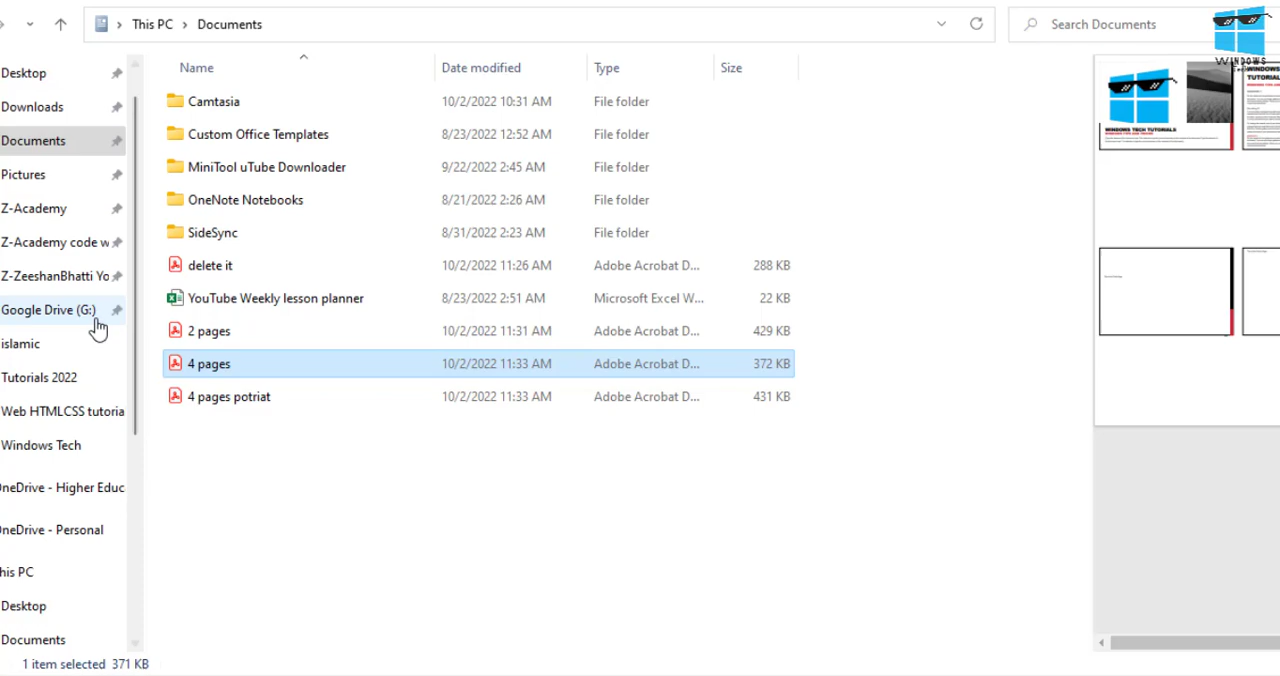 This PC > Documents
Search Documents
WINDOWS
Name
Date modified
Type
Size
Desktop
Downloads
Documents
Pictures
Z-Academy
Z-Academy code w
Z-ZeeshanBhatti Yo
Google Drive (G:)
islamic
Tutorials 2022
Web HTMLCSS tutoria
Windows Tech
OneDrive - Higher Educ
OneDrive - Personal
his PC
Desktop
Documents
Camtasia 10/2/2022 10:31 AM File folder
Custom Office Templates 8/23/2022 12:52 AM File folder
MiniTool uTube Downloader 9/22/2022 2:45 AM File folder
OneNote Notebooks 8/21/2022 2:26 AM File folder
SideSync 8/31/2022 2:23 AM File folder
delete it 10/2/2022 11:26 AM Adobe Acrobat D... 288 KB
YouTube Weekly lesson planner 8/23/2022 2:51 AM Microsoft Excel W... 22 KB
2 pages 10/2/2022 11:31 AM Adobe Acrobat D... 429 KB
4 pages 10/2/2022 11:33 AM Adobe Acrobat D... 372 KB
4 pages potriat 10/2/2022 11:33 AM Adobe Acrobat D... 431 KB
WINDOWS TECH TUTORIALS
WINDOWS
TUTORIAL
1 item selected 371 KB